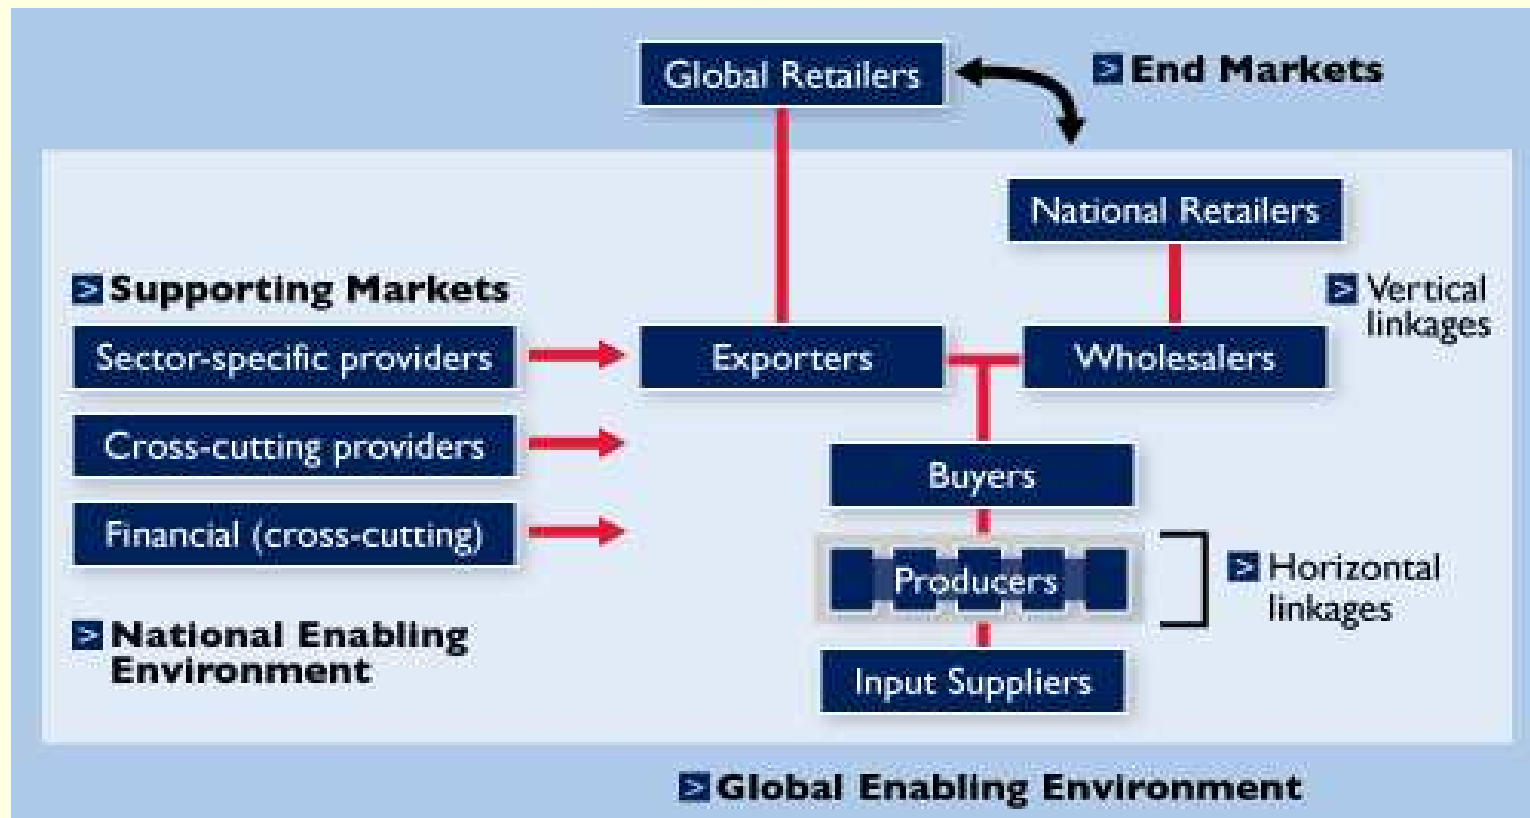 Global Retailers
> End Markets
National Retailers
> Supporting Markets
> Vertical
linkages
Sector-specific providers
Exporters
Wholesalers
Cross-cutting providers
Buyers
Financial (cross-cutting)
Producers
> Horizontal
linkages
> National Enabling
Environment
Input Suppliers
> Global Enabling Environment